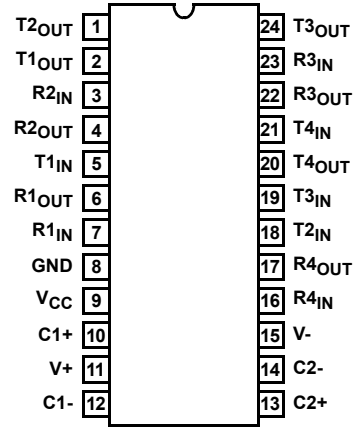 T2OUT 1 24 T3OUT
T1OUT 2 23 R3IN
R2IN 3 22 R3OUT
R2OUT 4 21 T4IN
T1IN 5 20 T4OUT
R1OUT 6 19 T3IN
R1IN 7 18 T2IN
GND 8 17 R4OUT
VCC 9 16 R4IN
C1+ 10 15 V-
V+ 11 14 C2-
C1- 12 13 C2+